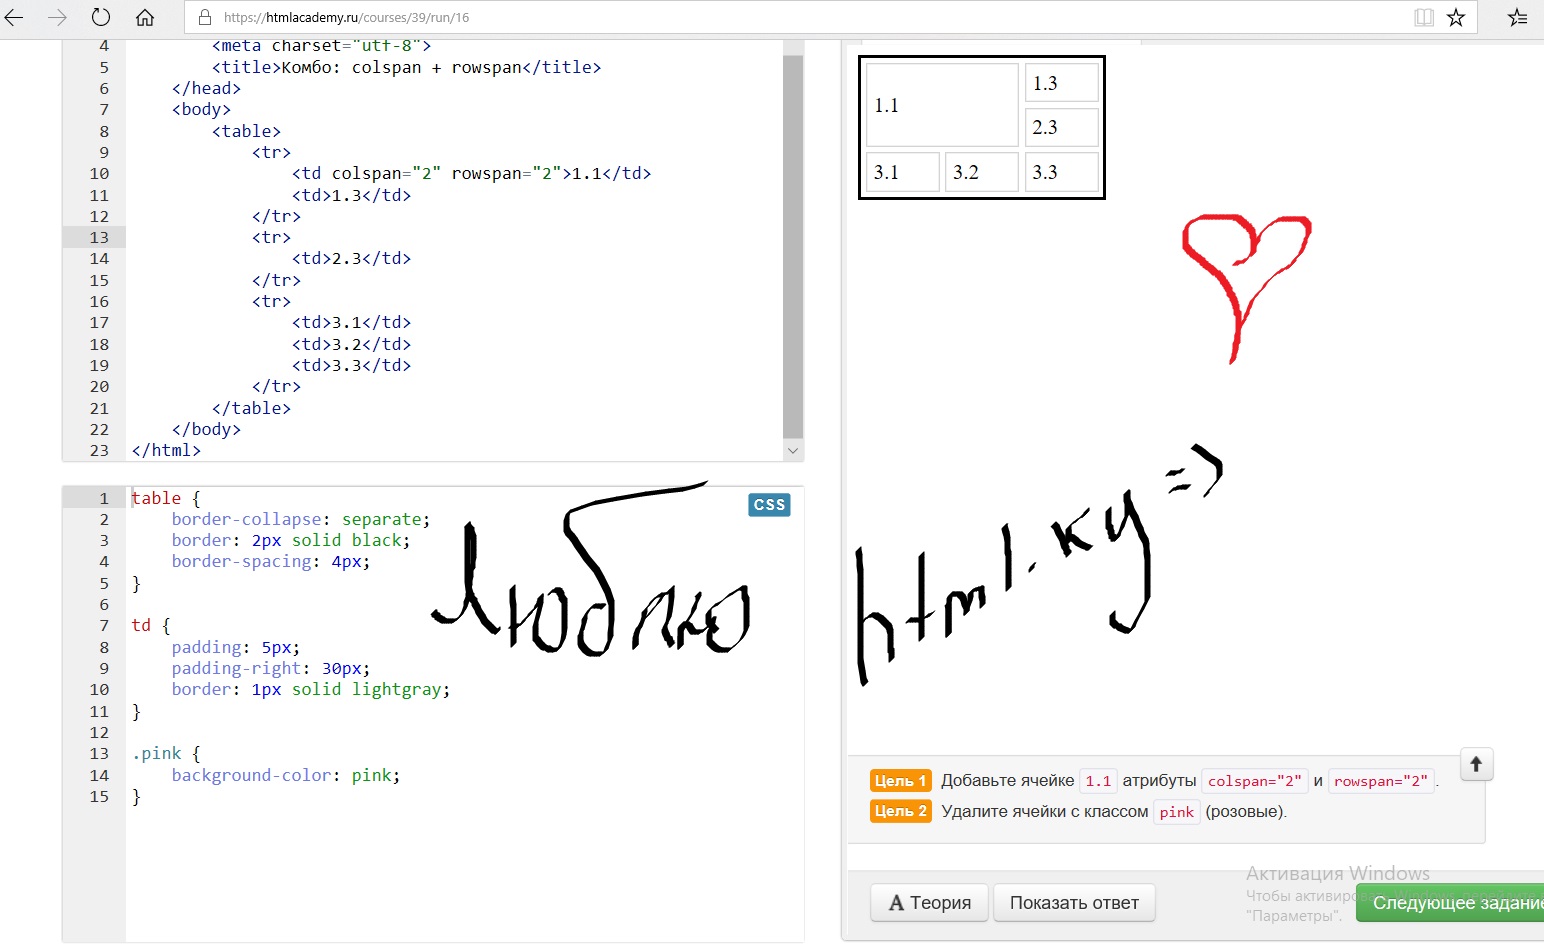 https://htmlacademy.ru/courses/39/run/16
4 <meta charset="utf-8">
5 <title>Комбо: colspan + rowspan</title>
6 </head>
7 <body>
8 <table>
9 <tr>
10 <td colspan="2" rowspan="2">1.1</td>
11 <td>1.3</td>
12 </tr>
13 <tr>
14 <td>2.3</td>
15 </tr>
16 <tr>
17 <td>3.1</td>
18 <td>3.2</td>
19 <td>3.3</td>
20 </tr>
21 </table>
22 </body>
23 </html>
CSS
1 table {
2 border-collapse: separate;
3 border: 2px solid black;
4 border-spacing: 4px;
5 }
6
7 td {
8 padding: 5px;
9 padding-right: 30px;
10 border: 1px solid lightgray;
11 }
12
13 .pink {
14 background-color: pink;
15 }
Люблю
1.1 1.3
2.3
3.1 3.2 3.3
html.ку =>
Цель 1 Добавьте ячейке 1.1 атрибуты colspan="2" и rowspan="2".
Цель 2 Удалите ячейки с классом pink (розовые).
Активация Windows
Чтобы активировать Windows, перейдите в
"Параметры".
A Теория
Показать ответ
Следующее задание